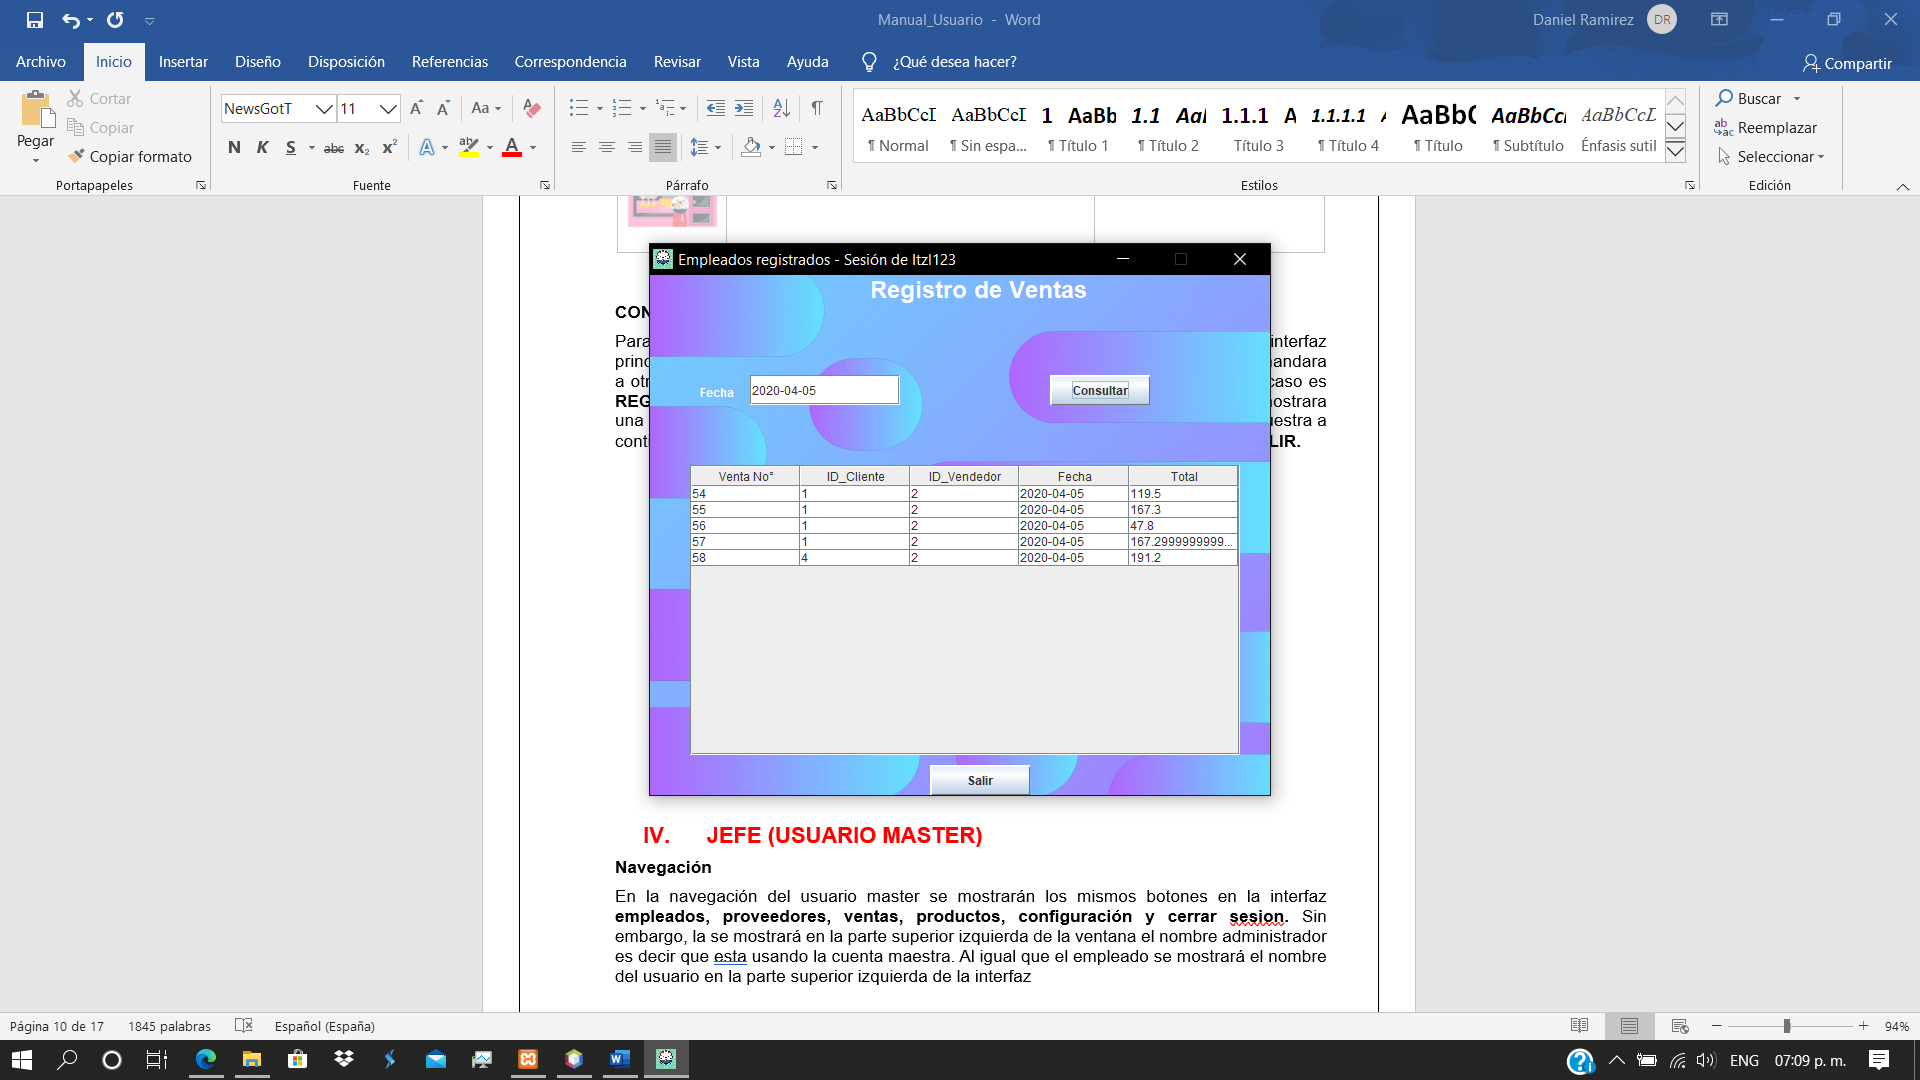 Manual_Usuario - Word
Daniel Ramirez
DR
Archivo
Inicio
Insertar
Diseño
Disposición
Referencias
Correspondencia
Revisar
Vista
Ayuda
¿Qué desea hacer?
Compartir
Pegar
Cortar
Copiar
Copiar formato
Portapapeles
NewsGotT
11
Aa
N K S abc x₂ x²
Fuente
Párrafo
AaBbCcI
¶ Normal
AaBbCcI
¶ Sin espa...
1 AaBb
¶ Título 1
1.1 Aal
¶ Título 2
1.1.1 A
Título 3
1.1.1.1
¶ Título 4
AaBbC
¶ Título
AaBbCc
¶ Subtítulo
AaBbCcL
Énfasis sutil
Estilos
Buscar
Reemplazar
Seleccionar
Edición
Empleados registrados - Sesión de Itzl123
Registro de Ventas
Fecha
2020-04-05
Consultar
Venta No° ID_Cliente ID_Vendedor Fecha Total
54 1 2 2020-04-05 119.5
55 1 2 2020-04-05 167.3
56 1 2 2020-04-05 47.8
57 1 2 2020-04-05 167.2999999999...
58 4 2 2020-04-05 191.2
Salir
CON
Para interfaz
a otr caso es
REG
una
LIR.
IV. JEFE (USUARIO MASTER)
Navegación
En la navegación del usuario master se mostrarán los mismos botones en la interfaz
empleados, proveedores, ventas, productos, configuración y cerrar sesion. Sin
embargo, la se mostrará en la parte superior izquierda de la ventana el nombre administrador
es decir que esta usando la cuenta maestra. Al igual que el empleado se mostrará el nombre
del usuario en la parte superior izquierda de la interfaz
Página 10 de 17
1845 palabras
Español (España)
94%
ENG
07:09 p. m.